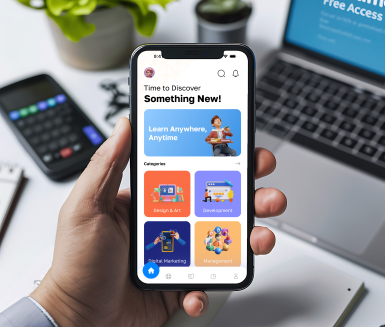 Free Access
Time to Discover
Something New!
Learn Anywhere,
Anytime
Categories
Design & Art
Development
Digital Marketing
Management